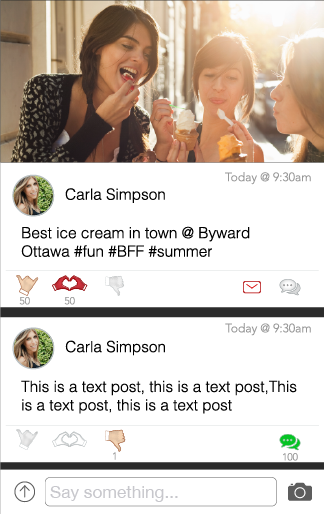 Today @ 9:30am
Carla Simpson
Best ice cream in town @ Byward
Ottawa #fun #BFF #summer
50 50
Today @ 9:30am
Carla Simpson
This is a text post, this is a text post,This
is a text post, this is a text post
1 100
Say something...